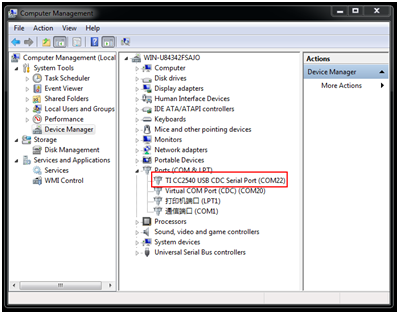 Computer Management
File Action View Help
Computer Management (Local
System Tools
Task Scheduler
Event Viewer
Shared Folders
Local Users and Groups
Performance
Device Manager
Storage
Disk Management
Services and Applications
Services
WMI Control
WIN-U84342FSAJO
Computer
Disk drives
Display adapters
Human Interface Devices
IDE ATA/ATAPI controllers
Keyboards
Mice and other pointing devices
Monitors
Network adapters
Portable Devices
Ports (COM & LPT)
TI CC2540 USB CDC Serial Port (COM22)
Virtual COM Port (CDC) (COM20)
打印机端口 (LPT1)
通信端口 (COM1)
Processors
Sound, video and game controllers
System devices
Universal Serial Bus controllers
Actions
Device Manager
More Actions